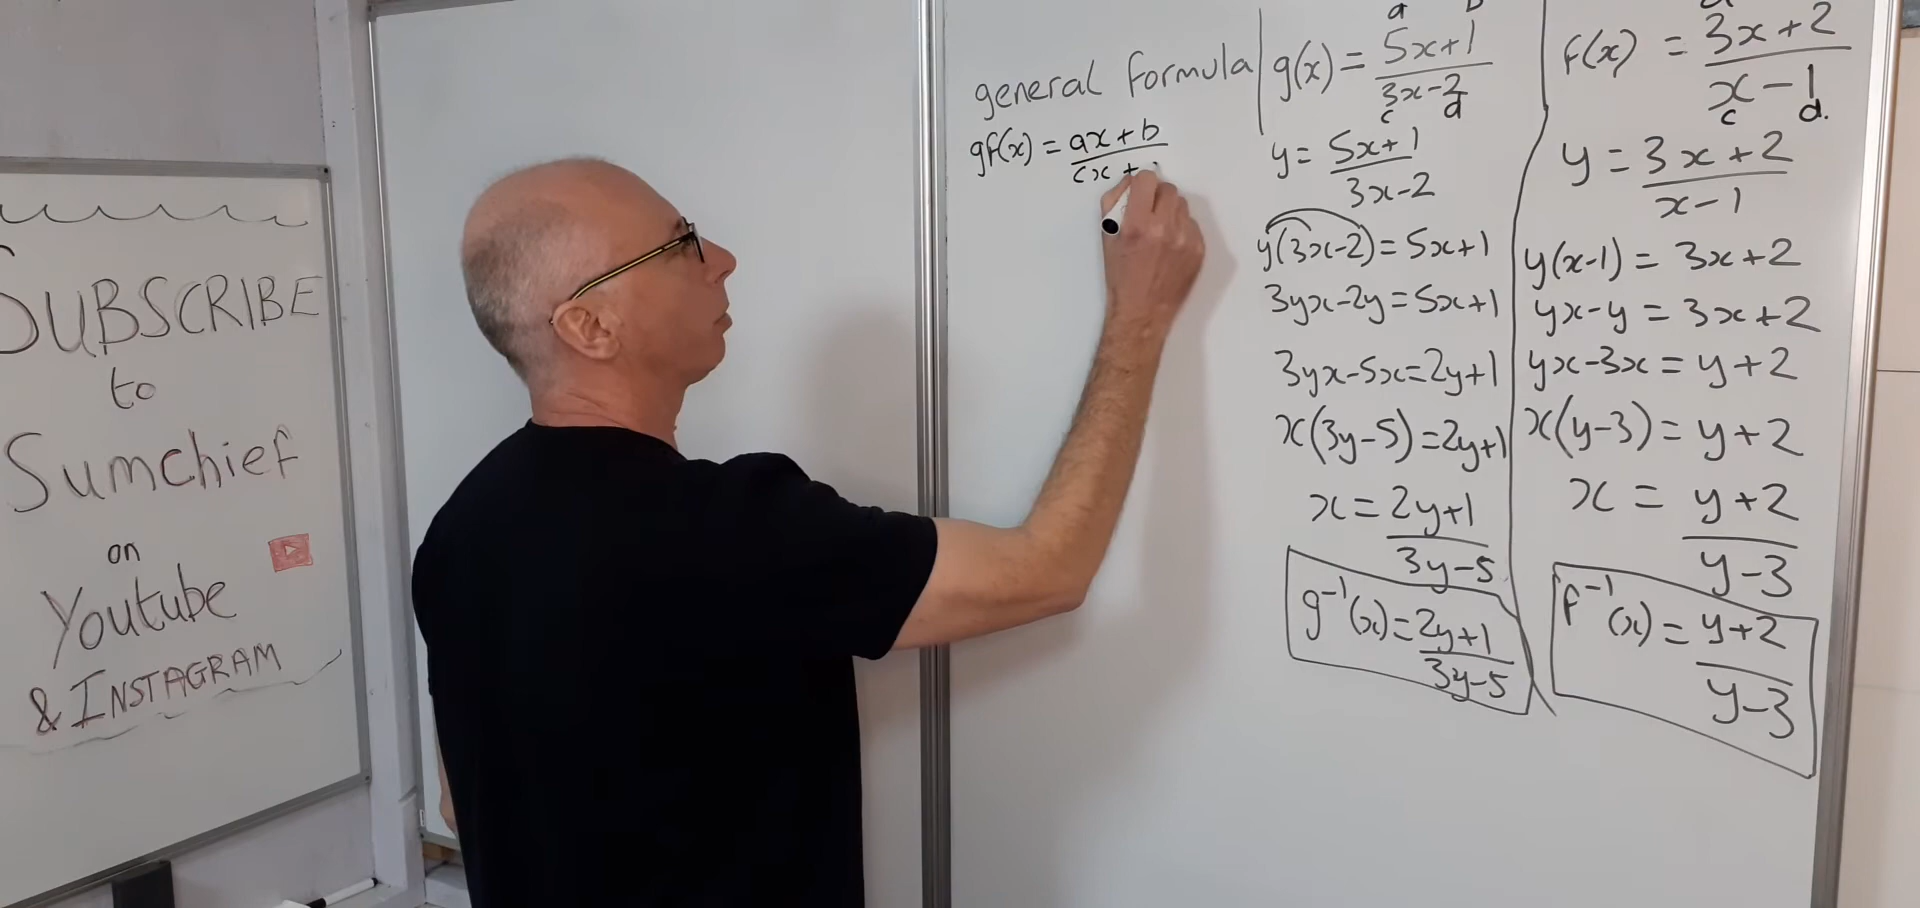 SUBSCRIBE
to
Sumchief
on
Youtube
& INSTAGRAM
general formula
gf(x) = ax + b
cx +
a b
g(x) = 5x+1
3x-2
c d
y = 5x+1
3x-2
y(3x-2) = 5x+1
3yx-2y = 5x+1
3yx-5x = 2y+1
x(3y-5) = 2y+1
x = 2y+1
3y-5
g⁻¹(x) = 2y+1
3y-5
f(x) = 3x+2
x-1
c d.
y = 3x+2
x-1
y(x-1) = 3x+2
yx-y = 3x+2
yx-3x = y+2
x(y-3) = y+2
x = y+2
y-3
f⁻¹(x) = y+2
y-3